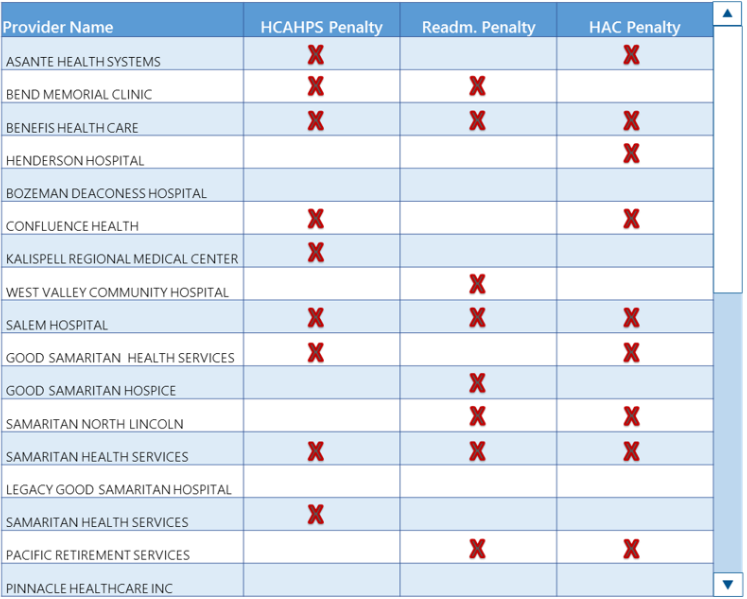 Provider Name HCAHPS Penalty Readm. Penalty HAC Penalty
ASANTE HEALTH SYSTEMS X X
BEND MEMORIAL CLINIC X X
BENEFIS HEALTH CARE X X X
HENDERSON HOSPITAL X
BOZEMAN DEACONESS HOSPITAL
CONFLUENCE HEALTH X X
KALISPELL REGIONAL MEDICAL CENTER X
WEST VALLEY COMMUNITY HOSPITAL X
SALEM HOSPITAL X X X
GOOD SAMARITAN HEALTH SERVICES X X
GOOD SAMARITAN HOSPICE X
SAMARITAN NORTH LINCOLN X X
SAMARITAN HEALTH SERVICES X X X
LEGACY GOOD SAMARITAN HOSPITAL
SAMARITAN HEALTH SERVICES X
PACIFIC RETIREMENT SERVICES X X
PINNACLE HEALTHCARE INC